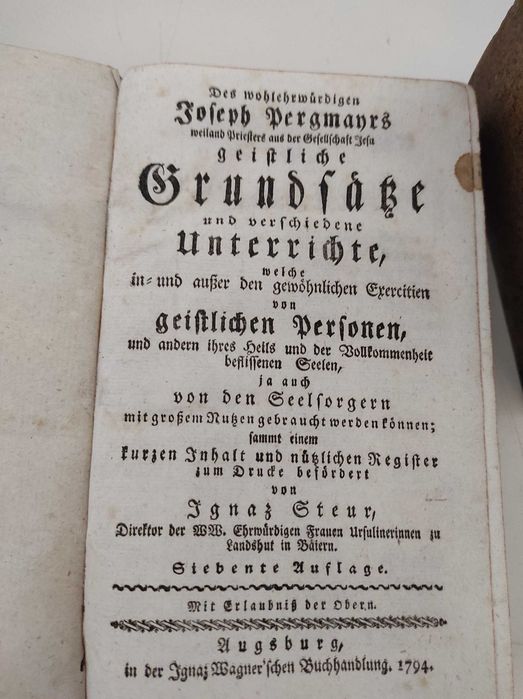 Des wohlehrwürdigen
Joseph Pergmayrs
weiland Priesters aus der Gesellschaft Jesu
geistliche
Grundsätze
und verschiedene
Unterrichte,
welche
in- und außer den gewöhnlichen Exercitien
von
geistlichen Personen,
und andern ihres Heils und der Vollkommenheit
beflissenen Seelen,
ja auch
von den Seelsorgern
mit großem Nutzen gebraucht werden können;
sammt einem
kurzen Inhalt und nützlichen Register
zum Drucke befördert
von
Ignaz Steur,
Direktor der WW. Ehrwürdigen Frauen Ursulinerinnen zu
Landshut in Baiern.
Siebente Auflage.
Mit Erlaubniß der Obern.
Augsburg,
in der Ignaz Wagner'schen Buchhandlung. 1794.